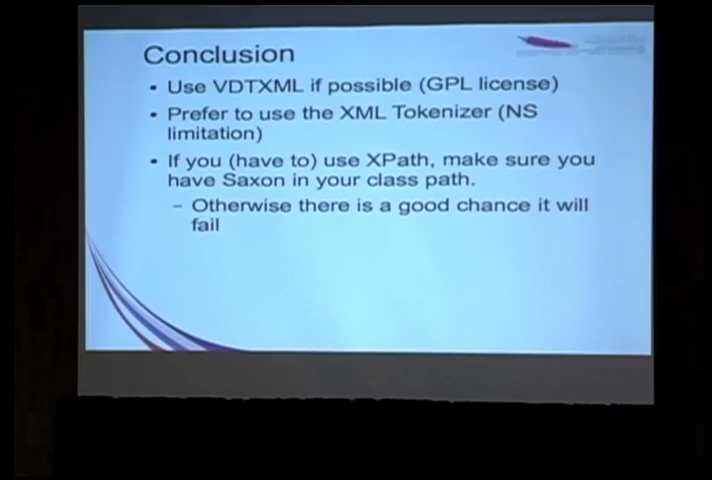 Conclusion
• Use VDTXML if possible (GPL license)
• Prefer to use the XML Tokenizer (NS
limitation)
• If you (have to) use XPath, make sure you
have Saxon in your class path.
– Otherwise there is a good chance it will
fail